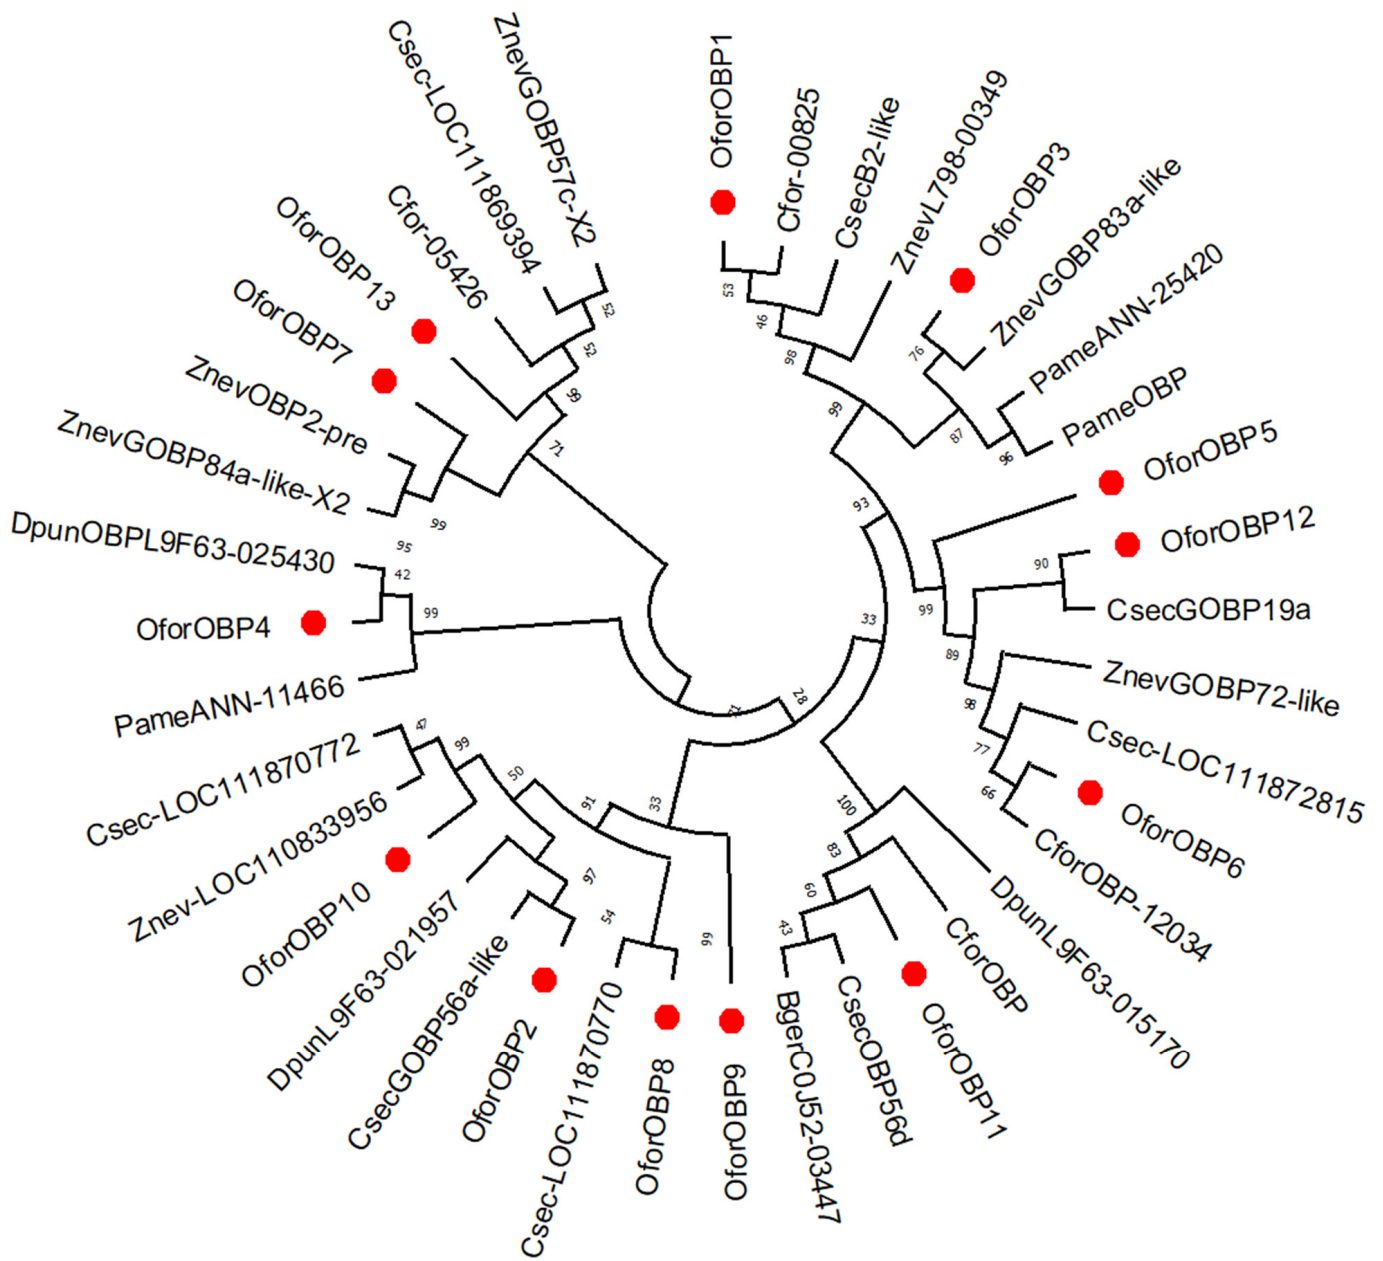 OforOBP1
Cfor-00825
CsecB2-like
ZnevL798-00349
OforOBP3
ZnevGOBP83a-like
PameANN-25420
PameOBP
OforOBP5
OforOBP12
CsecGOBP19a
ZnevGOBP72-like
Csec-LOC111872815
OforOBP6
CforOBP-12034
DpunL9F63-015170
CforOBP
OforOBP11
CsecOBP56d
BgerC0J52-03447
OforOBP9
OforOBP8
Csec-LOC111870770
OforOBP2
CsecGOBP56a-like
DpunL9F63-021957
OforOBP10
Znev-LOC110833956
Csec-LOC111870772
PameANN-11466
OforOBP4
DpunOBPL9F63-025430
ZnevGOBP84a-like-X2
ZnevOBP2-pre
OforOBP7
OforOBP13
Cfor-05426
Csec-LOC111869394
ZnevGOBP57c-X2
53
46
98
99
76
87
96
93
99
90
89
98
77
66
33
100
83
60
43
28
33
99
54
91
50
97
99
47
99
42
95
99
71
99
52
52